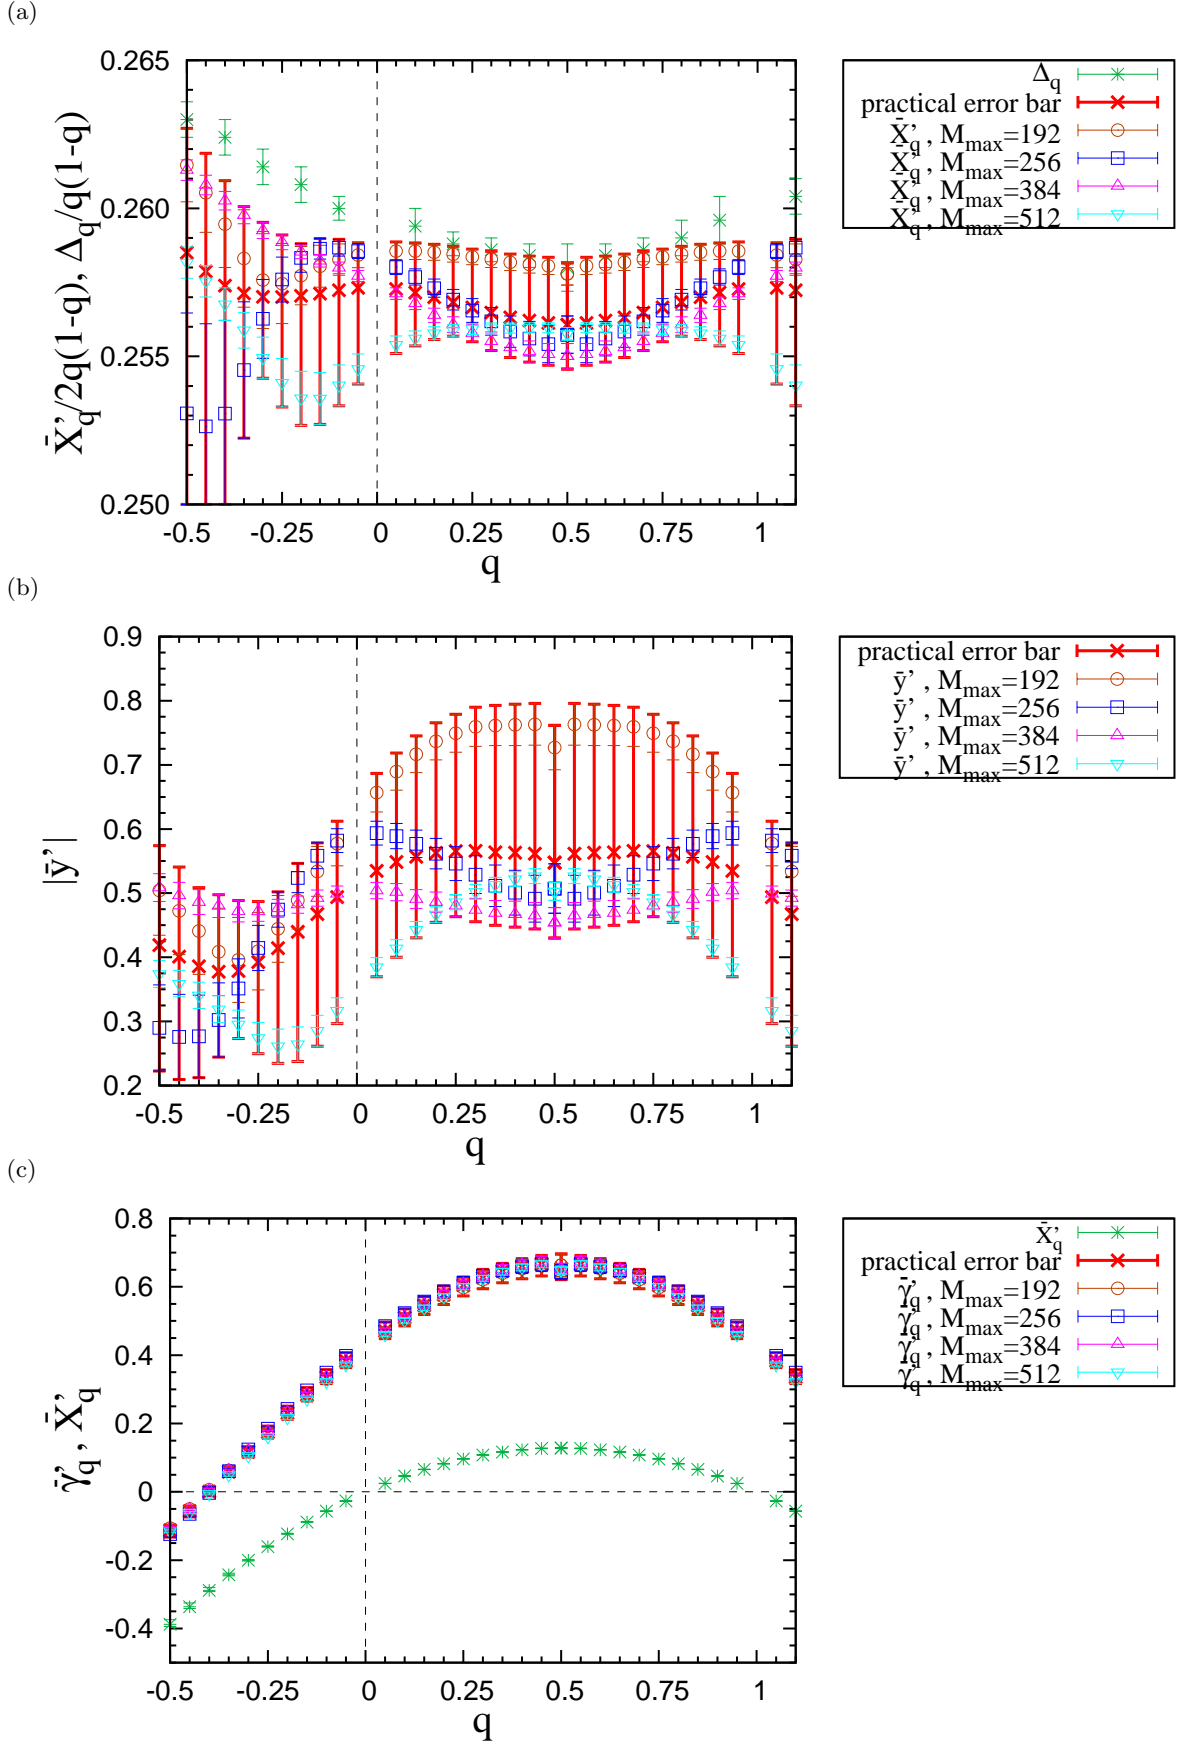 (a)
0.265
0.260
0.255
0.250
-0.5 -0.25 0 0.25 0.5 0.75 1
q
X̄'q/2q(1-q), Δq/q(1-q)
Δq
practical error bar
X̄'q , Mmax=192
X̄'q , Mmax=256
X̄'q , Mmax=384
X̄'q , Mmax=512
(b)
0.9
0.8
0.7
0.6
0.5
0.4
0.3
0.2
-0.5 -0.25 0 0.25 0.5 0.75 1
q
|ȳ'|
practical error bar
ȳ' , Mmax=192
ȳ' , Mmax=256
ȳ' , Mmax=384
ȳ' , Mmax=512
(c)
0.8
0.6
0.4
0.2
0
-0.2
-0.4
-0.5 -0.25 0 0.25 0.5 0.75 1
q
γ̄'q , X̄'q
X̄'q
practical error bar
γ̄'q , Mmax=192
γ̄'q , Mmax=256
γ̄'q , Mmax=384
γ̄'q , Mmax=512